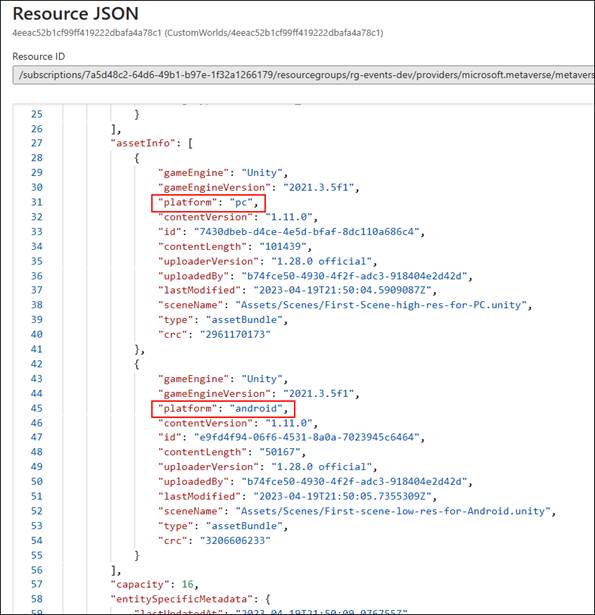 Resource JSON
4eeac52b1cf99ff419222dbafa4a78c1 (CustomWorlds/4eeac52b1cf99ff419222dbafa4a78c1)
Resource ID
/subscriptions/7a5d48c2-64d6-49b1-b97e-1f32a1266179/resourcegroups/rg-events-dev/providers/microsoft.metaverse/metavers
25 }
26 ],
27 "assetInfo": [
28 {
29 "gameEngine": "Unity",
30 "gameEngineVersion": "2021.3.5f1",
31 "platform": "pc",
32 "contentVersion": "1.11.0",
33 "id": "7430dbeb-d4ce-4e5d-bfaf-8dc110a686c4",
34 "contentLength": "101439",
35 "uploaderVersion": "1.28.0 official",
36 "uploadedBy": "b74fce50-4930-4f2f-adc3-918404e2d42d",
37 "lastModified": "2023-04-19T21:50:04.5909087Z",
38 "sceneName": "Assets/Scenes/First-Scene-high-res-for-PC.unity",
39 "type": "assetBundle",
40 "crc": "2961170173"
41 },
42 {
43 "gameEngine": "Unity",
44 "gameEngineVersion": "2021.3.5f1",
45 "platform": "android",
46 "contentVersion": "1.11.0",
47 "id": "e9fd4f94-06f6-4531-8a0a-7023945c6464",
48 "contentLength": "50167",
49 "uploaderVersion": "1.28.0 official",
50 "uploadedBy": "b74fce50-4930-4f2f-adc3-918404e2d42d",
51 "lastModified": "2023-04-19T21:50:05.7355309Z",
52 "sceneName": "Assets/Scenes/First-scene-low-res-for-Android.unity",
53 "type": "assetBundle",
54 "crc": "3206606233"
55 }
56 ],
57 "capacity": 16,
58 "entitySpecificMetadata": {
59 "lastUpdatedAt": "2023-04-19T21:50:09.0767557Z"